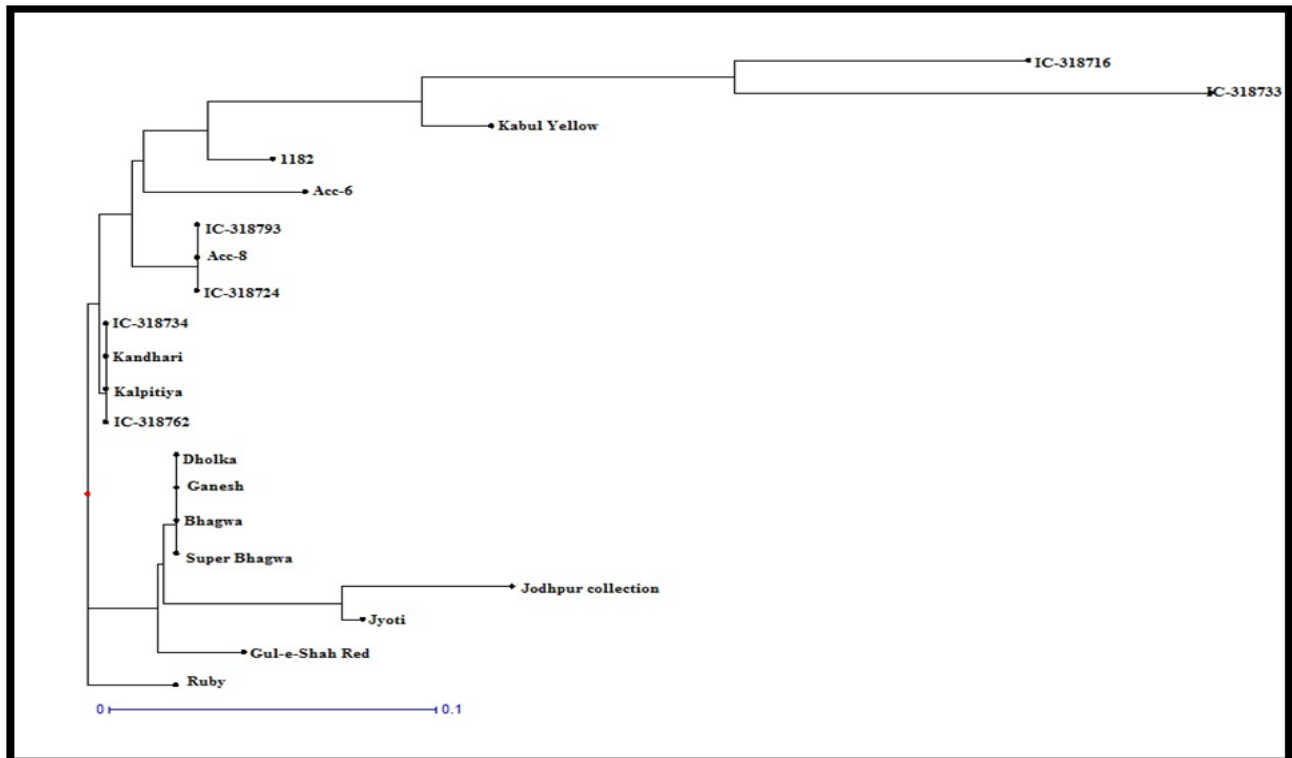 IC-318716
IC-318733
Kabul Yellow
1182
Acc-6
IC-318793
Acc-8
IC-318724
IC-318734
Kandhari
Kalpitiya
IC-318762
Dholka
Ganesh
Bhagwa
Super Bhagwa
Jodhpur collection
Jyoti
Gul-e-Shah Red
Ruby
0 0.1